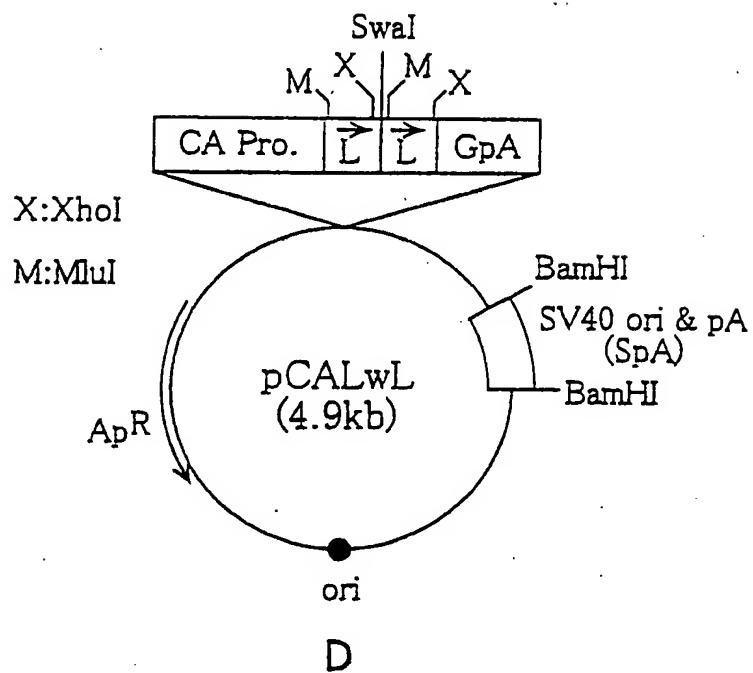 SwaI
M X M X
CA Pro. L L GpA
X:XhoI
M:MluI
BamHI
SV40 ori & pA
(SpA)
BamHI
pCALwL
(4.9kb)
ApR
ori
D